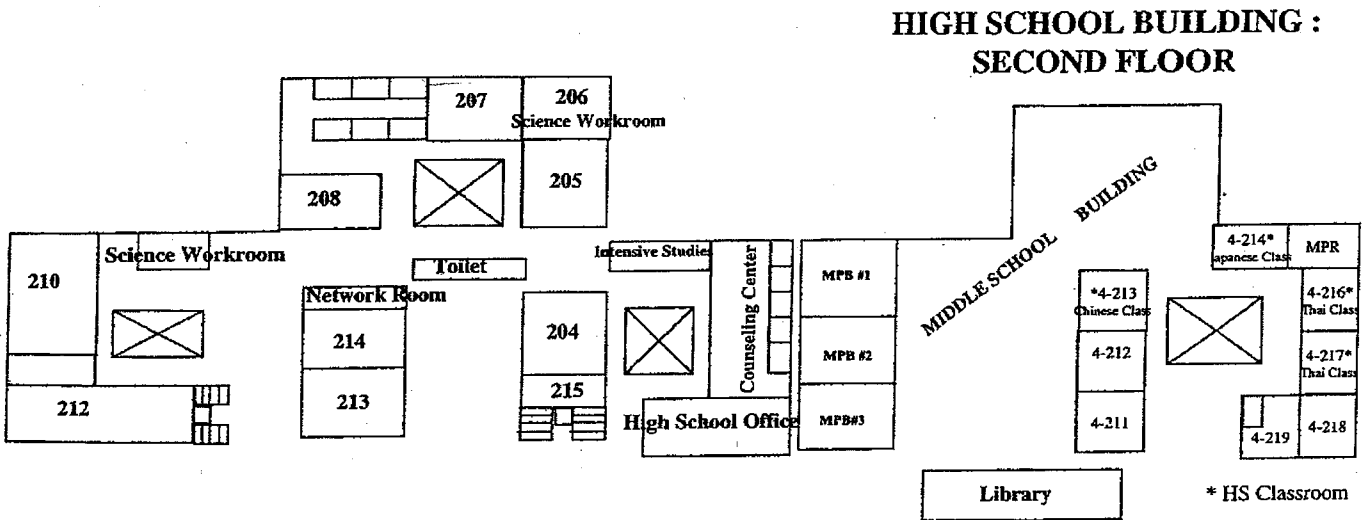 HIGH SCHOOL BUILDING :
SECOND FLOOR
207
206
Science Workroom
205
208
210
Science Workroom
Toilet
Network Room
214
213
212
204
215
Intensive Studies
Counseling Center
High School Office
MPB #1
MPB #2
MPB#3
MIDDLE SCHOOL BUILDING
4-214*
apanese Class
MPR
*4-213
Chinese Class
4-212
4-211
4-216*
Thai Class
4-217*
Thai Class
4-219
4-218
Library
* HS Classroom